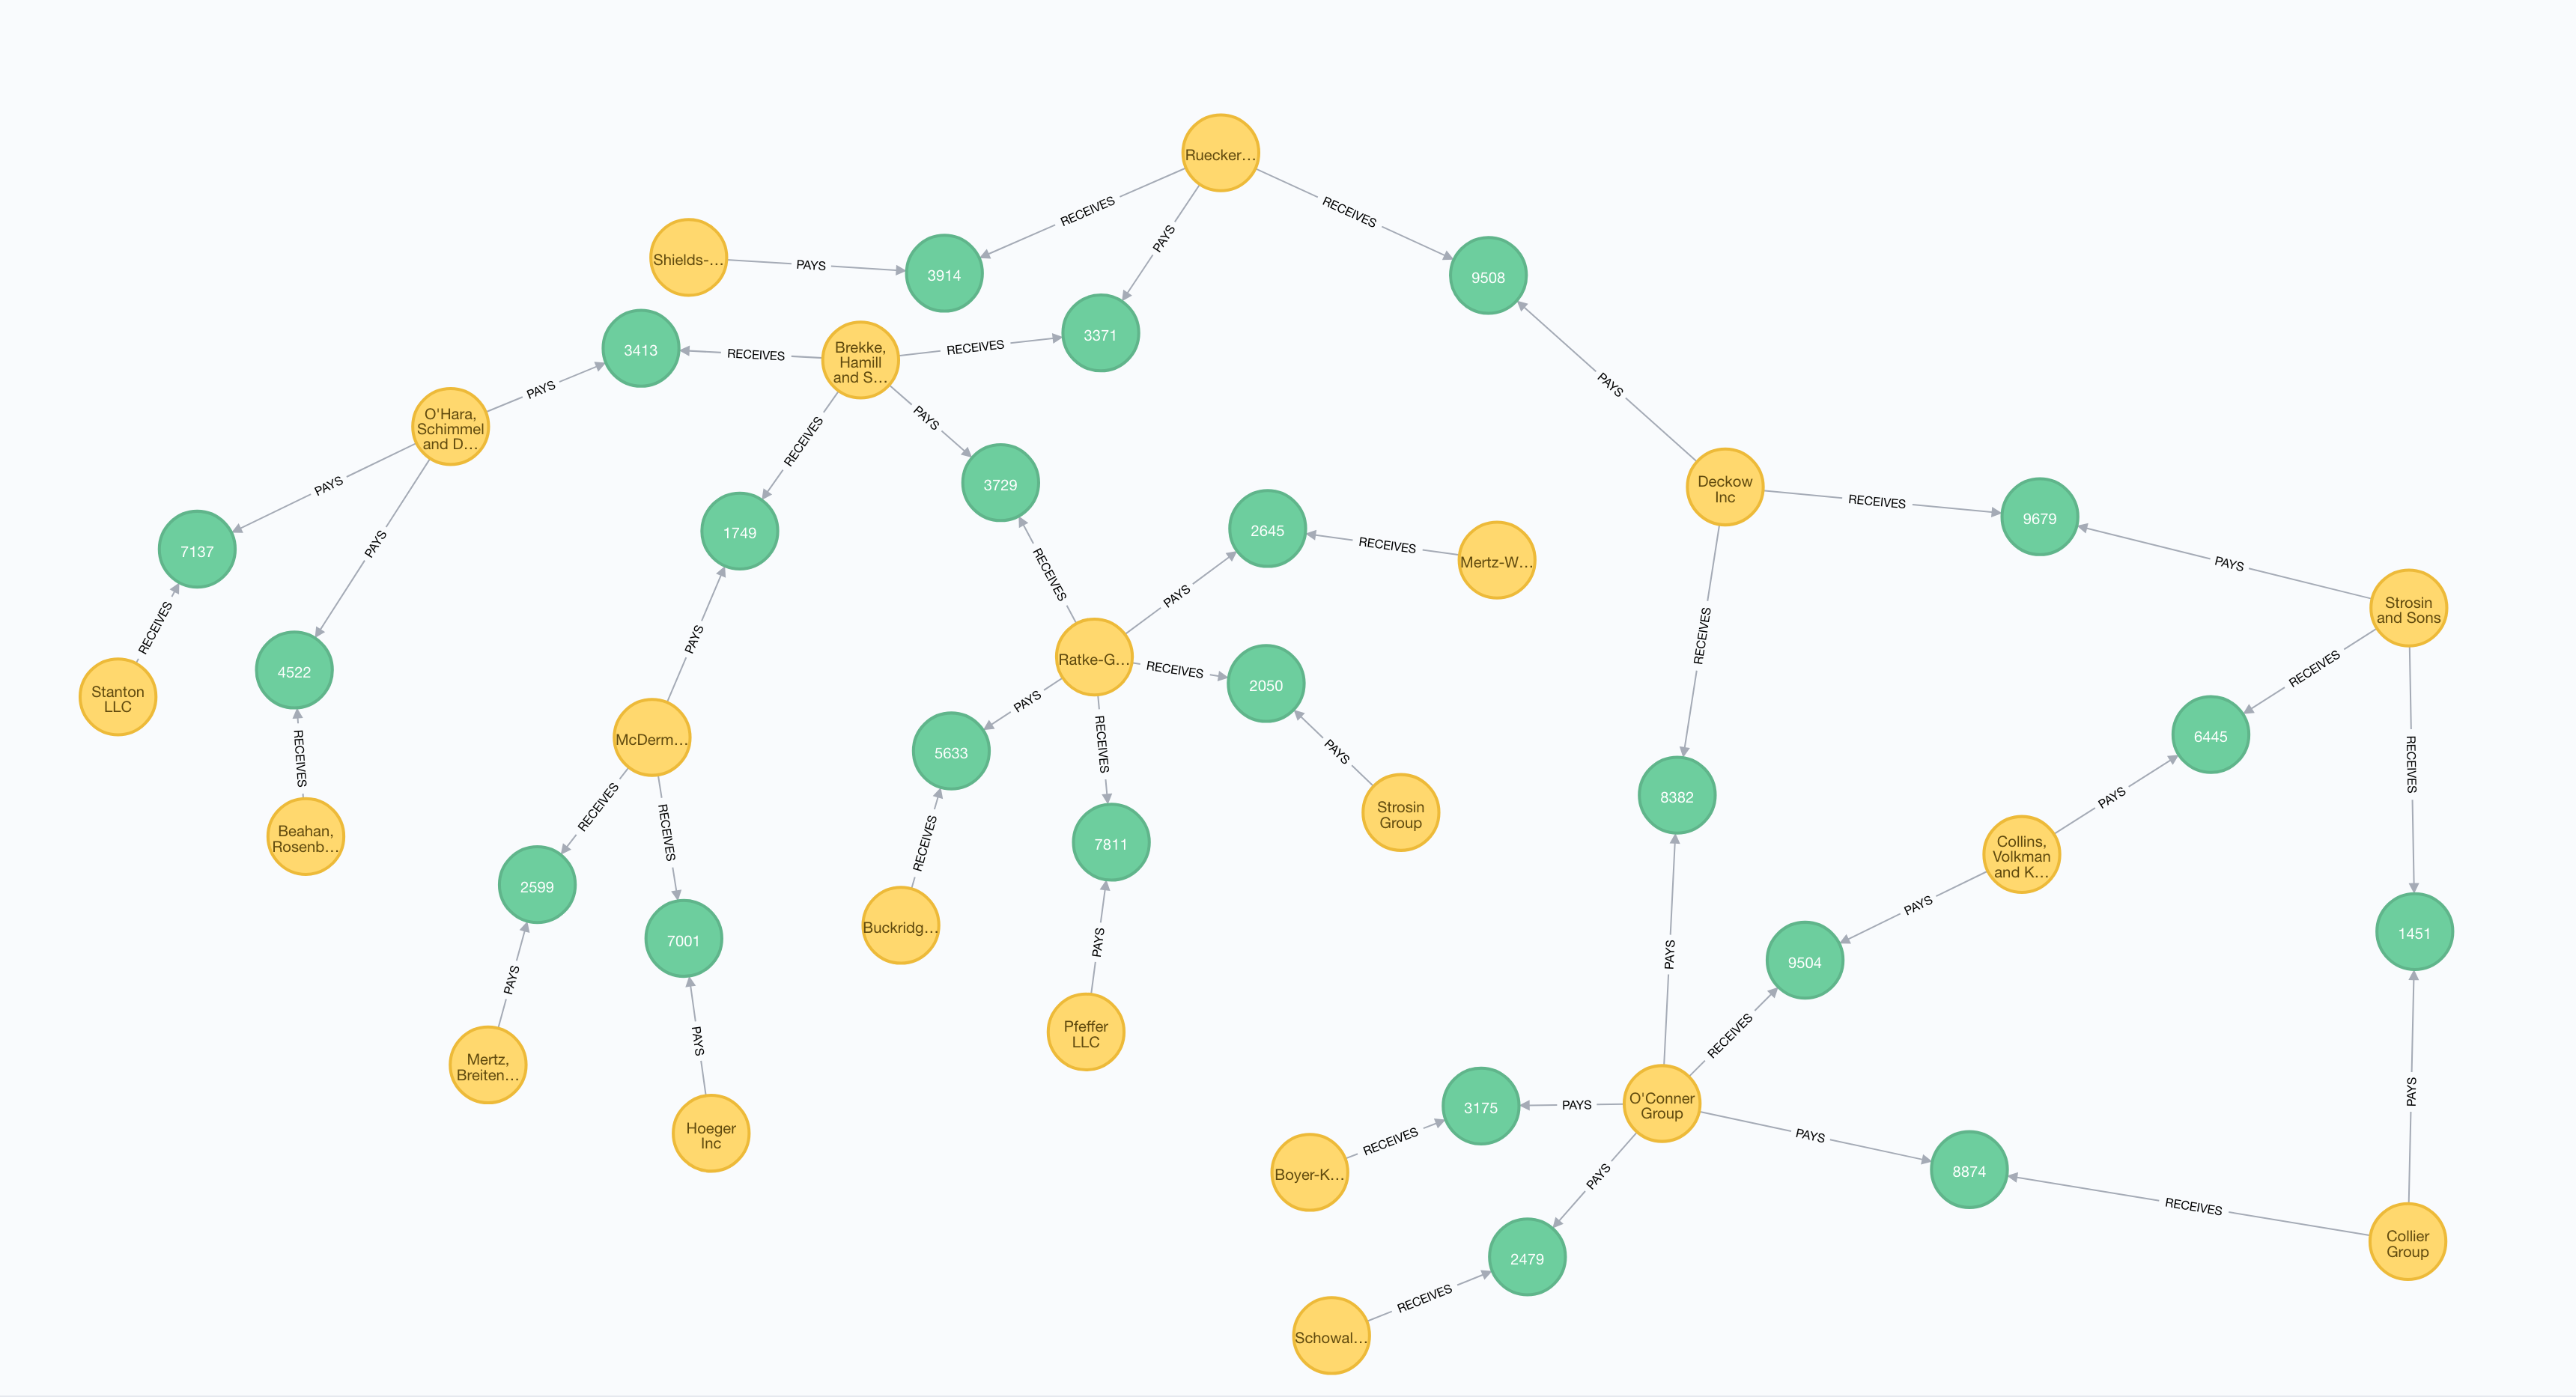 Ruecker…
RECEIVES
PAYS
RECEIVES
Shields-…
PAYS
3914
9508
3371
3413
RECEIVES
Brekke,
Hamill
and S…
RECEIVES
PAYS
PAYS
O'Hara,
Schimmel
and D…
PAYS
RECEIVES
PAYS
PAYS
PAYS
7137
4522
RECEIVES
Stanton
LLC
RECEIVES
Beahan,
Rosenb…
1749
3729
2645
RECEIVES
Mertz-W…
RECEIVES
PAYS
PAYS
Ratke-G…
RECEIVES
2050
PAYS
RECEIVES
PAYS
Strosin
Group
McDerm…
5633
7811
RECEIVES
RECEIVES
RECEIVES
Buckridg…
PAYS
Pfeffer
LLC
2599
7001
PAYS
PAYS
Mertz,
Breiten…
Hoeger
Inc
Deckow
Inc
RECEIVES
9679
PAYS
Strosin
and Sons
RECEIVES
RECEIVES
RECEIVES
8382
6445
PAYS
Collins,
Volkman
and K…
PAYS
9504
1451
PAYS
RECEIVES
PAYS
3175
PAYS
O'Conner
Group
PAYS
8874
RECEIVES
Collier
Group
RECEIVES
Boyer-K…
PAYS
2479
RECEIVES
Schowal…